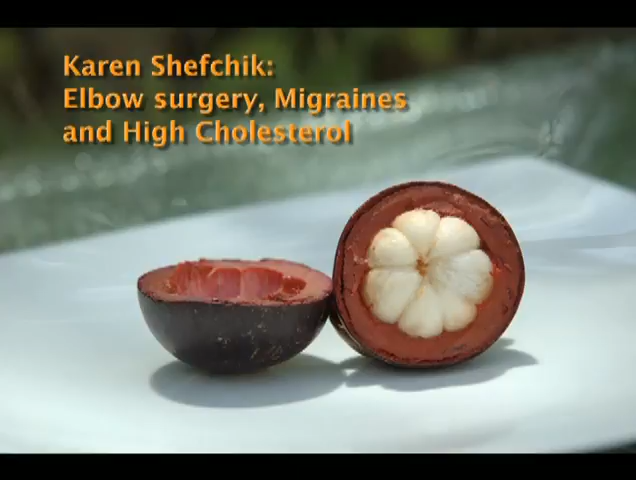 Karen Shefchik:
Elbow surgery, Migraines
and High Cholesterol